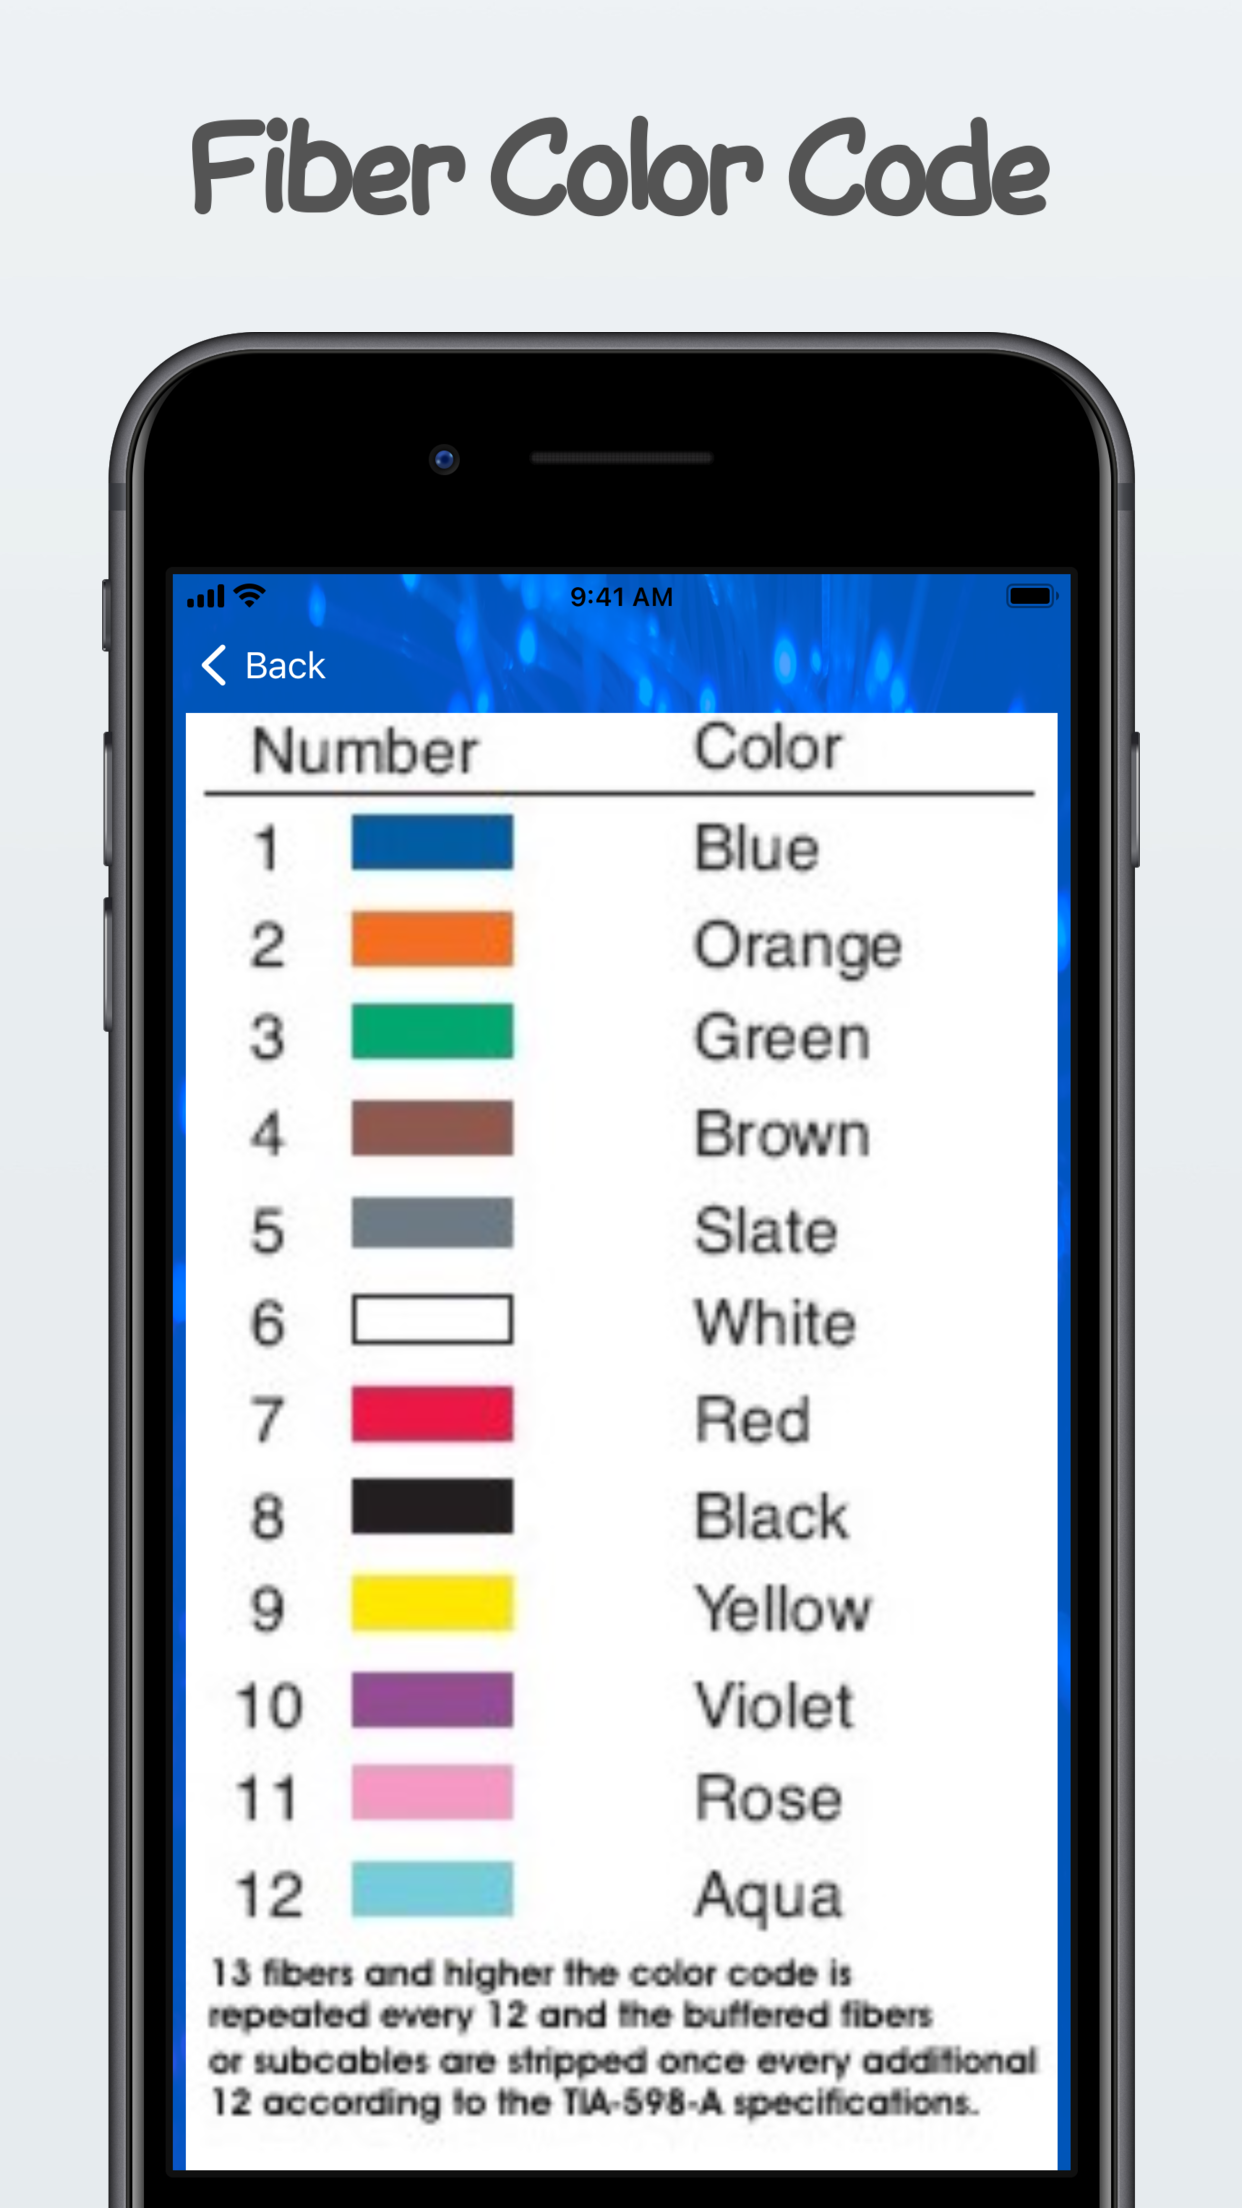 Fiber Color Code
9:41 AM
Back
Number Color
1 Blue
2 Orange
3 Green
4 Brown
5 Slate
6 White
7 Red
8 Black
9 Yellow
10 Violet
11 Rose
12 Aqua
13 fibers and higher the color code is
repeated every 12 and the buffered fibers
or subcables are stripped once every additional
12 according to the TIA-598-A specifications.